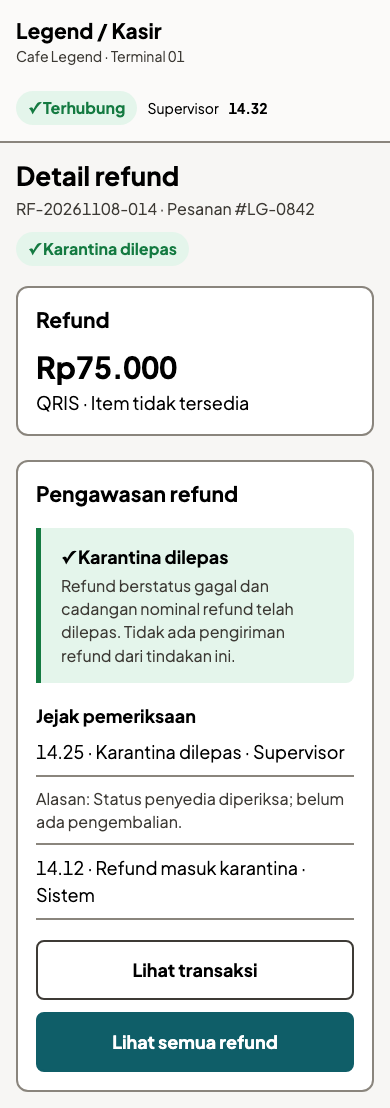 Legend / Kasir
Cafe Legend · Terminal 01
✓Terhubung Supervisor 14.32
Detail refund
RF-20261108-014 · Pesanan #LG-0842
✓Karantina dilepas
Refund
Rp75.000
QRIS · Item tidak tersedia
Pengawasan refund
✓Karantina dilepas
Refund berstatus gagal dan
cadangan nominal refund telah
dilepas. Tidak ada pengiriman
refund dari tindakan ini.
Jejak pemeriksaan
14.25 · Karantina dilepas · Supervisor
Alasan: Status penyedia diperiksa; belum
ada pengembalian.
14.12 · Refund masuk karantina ·
Sistem
Lihat transaksi
Lihat semua refund